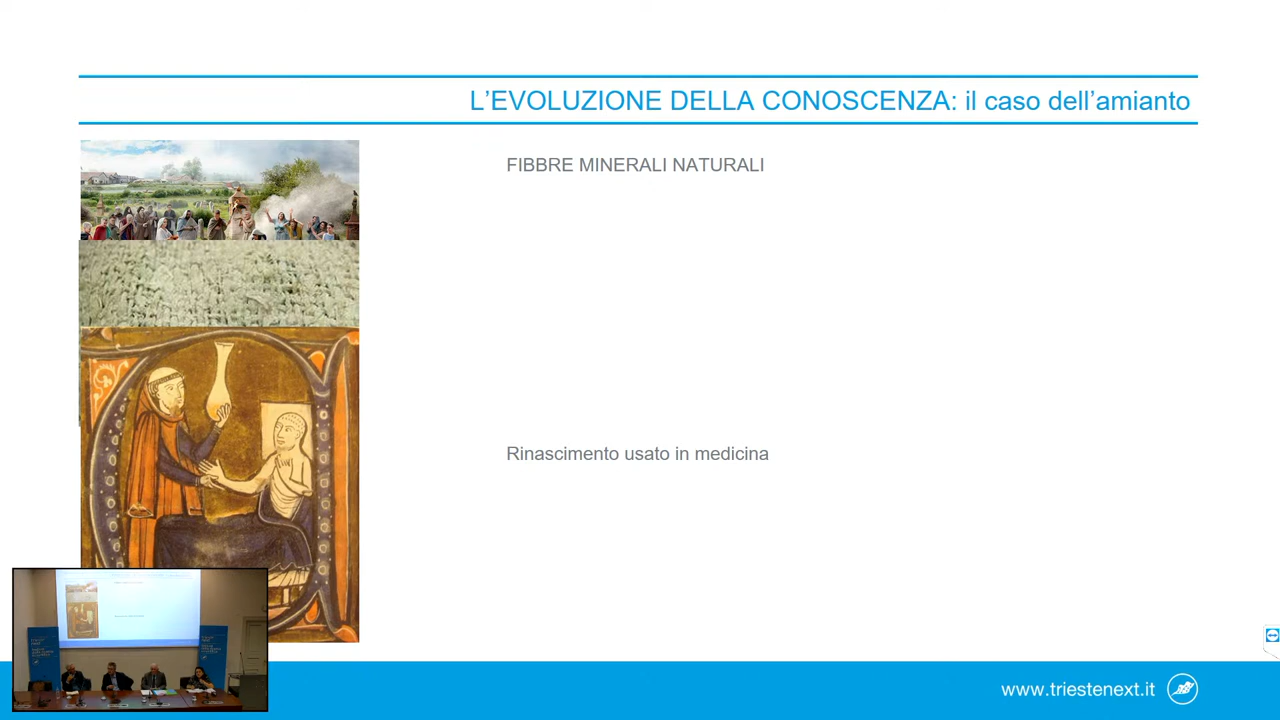 L'EVOLUZIONE DELLA CONOSCENZA: il caso dell'amianto
FIBBRE MINERALI NATURALI
Rinascimento usato in medicina
www.triestenext.it